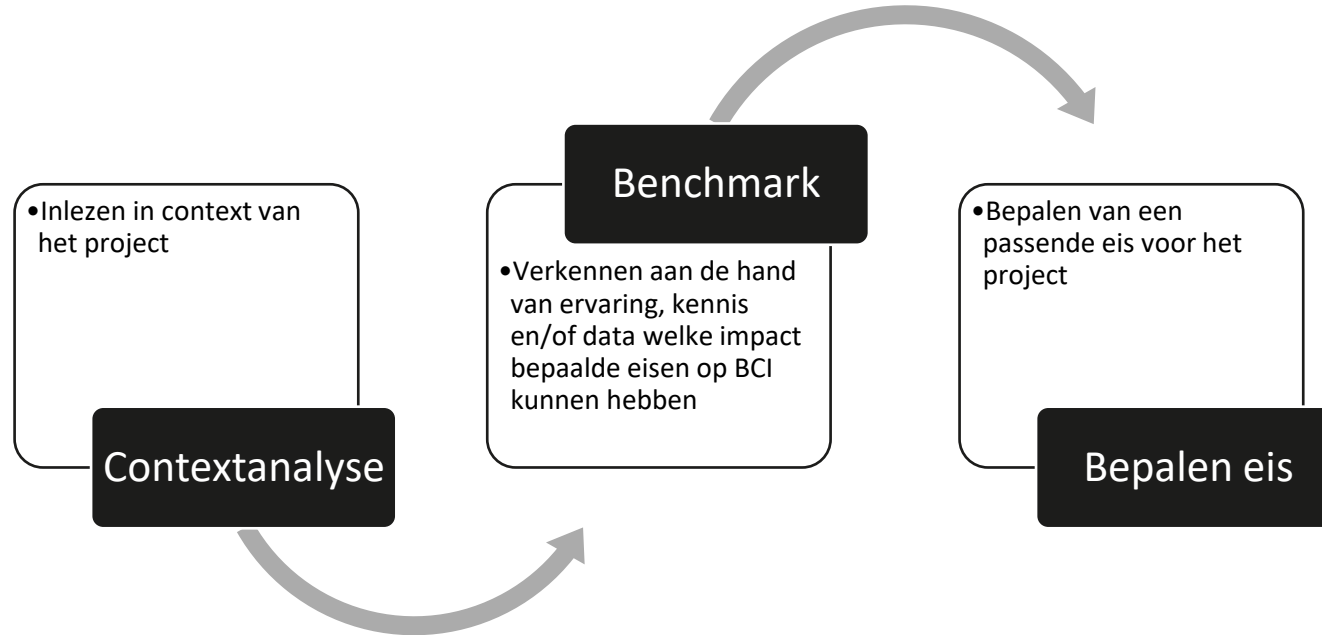 •Inlezen in context van
het project
Contextanalyse
Benchmark
•Verkennen aan de hand
van ervaring, kennis
en/of data welke impact
bepaalde eisen op BCI
kunnen hebben
•Bepalen van een
passende eis voor het
project
Bepalen eis